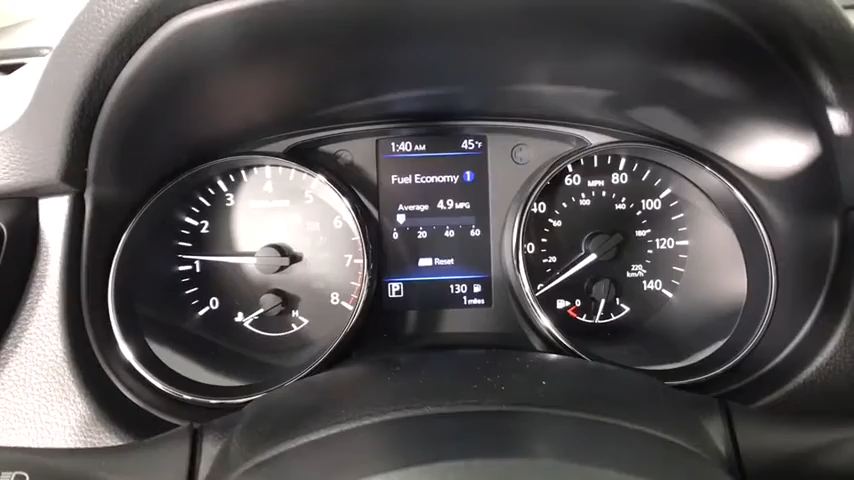 1:40 AM 45°F
Fuel Economy 1
Average 4.9 MPG
0 20 40 60
Reset
P 130
1 miles
0 1 2 3 4 5 6 7 8
C H
MPH
0 20 40 60 80 100 120 140
20 60 100 140 180 220
km/h
0